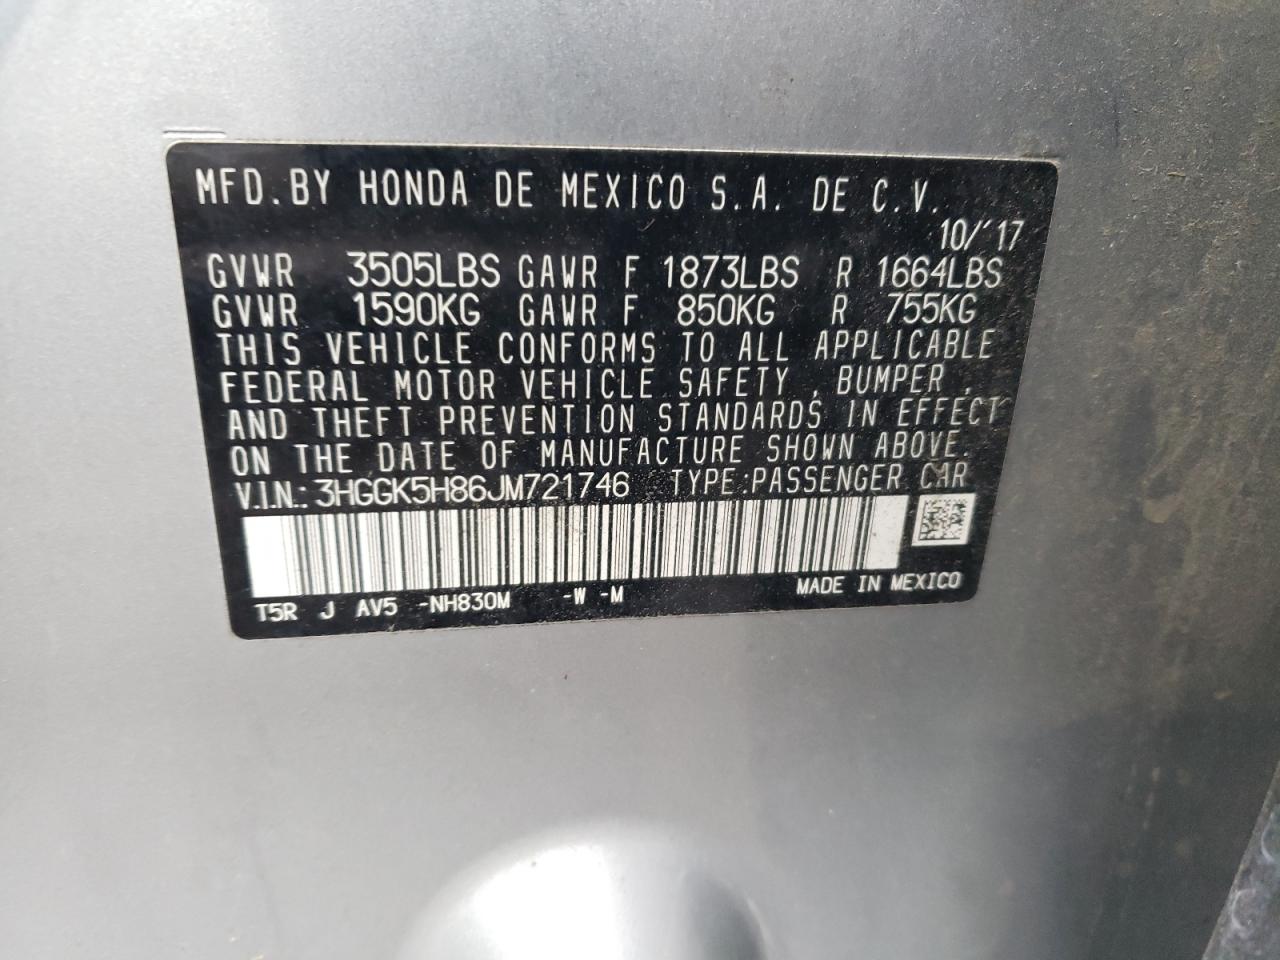 MFD.BY HONDA DE MEXICO S.A. DE C.V.
10/'17
GVWR 3505LBS GAWR F 1873LBS R 1664LBS
GVWR 1590KG GAWR F 850KG R 755KG
THIS VEHICLE CONFORMS TO ALL APPLICABLE
FEDERAL MOTOR VEHICLE SAFETY , BUMPER ,
AND THEFT PREVENTION STANDARDS IN EFFECT
ON THE DATE OF MANUFACTURE SHOWN ABOVE.
V.I.N.: 3HGGK5H86JM721746 TYPE:PASSENGER CAR
T5R J AV5 -NH830M -W -M MADE IN MEXICO